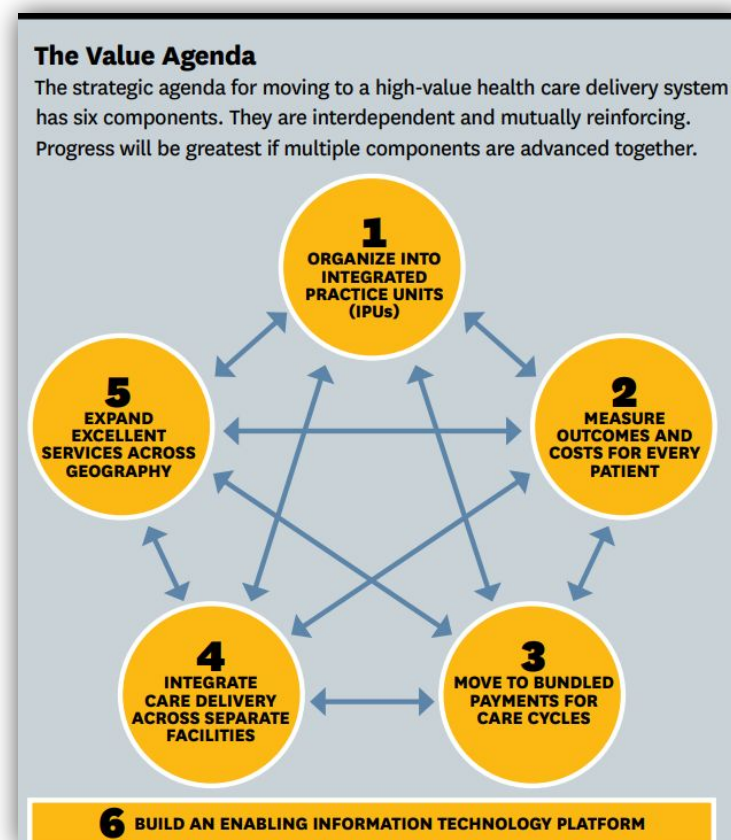 The Value Agenda
The strategic agenda for moving to a high-value health care delivery system
has six components. They are interdependent and mutually reinforcing.
Progress will be greatest if multiple components are advanced together.
1
ORGANIZE INTO
INTEGRATED
PRACTICE UNITS
(IPUs)
2
MEASURE
OUTCOMES AND
COSTS FOR EVERY
PATIENT
3
MOVE TO BUNDLED
PAYMENTS FOR
CARE CYCLES
4
INTEGRATE
CARE DELIVERY
ACROSS SEPARATE
FACILITIES
5
EXPAND
EXCELLENT
SERVICES ACROSS
GEOGRAPHY
6 BUILD AN ENABLING INFORMATION TECHNOLOGY PLATFORM